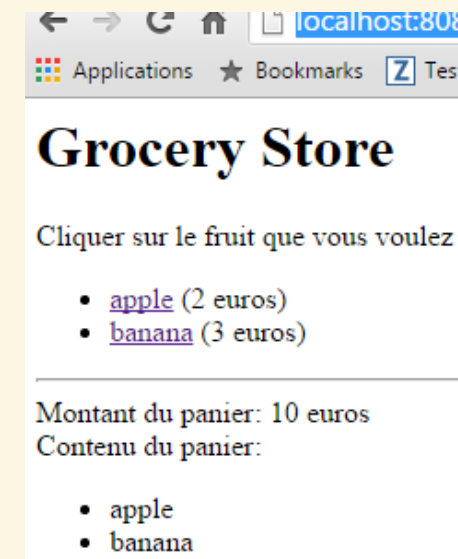 localhost:808
Applications Bookmarks Z Tes
Grocery Store
Cliquer sur le fruit que vous voulez
apple (2 euros)
banana (3 euros)
Montant du panier: 10 euros
Contenu du panier:
apple
banana